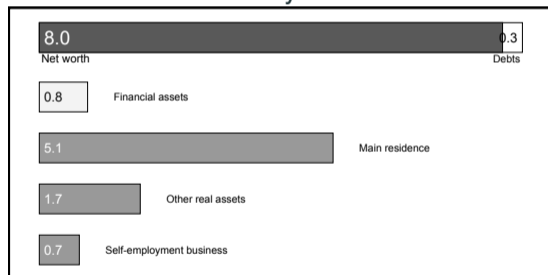 8.0 0.3
Net worth Debts
0.8 Financial assets
5.1 Main residence
1.7 Other real assets
0.7 Self-employment business